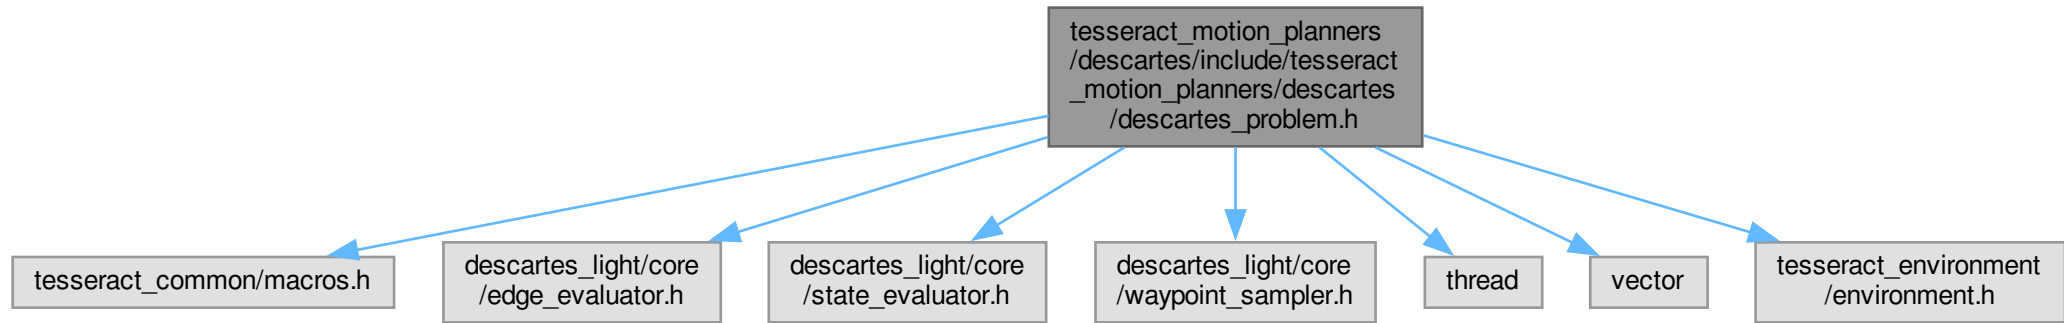 tesseract_motion_planners
/descartes/include/tesseract
_motion_planners/descartes
/descartes_problem.h
tesseract_common/macros.h
descartes_light/core
/edge_evaluator.h
descartes_light/core
/state_evaluator.h
descartes_light/core
/waypoint_sampler.h
thread
vector
tesseract_environment
/environment.h